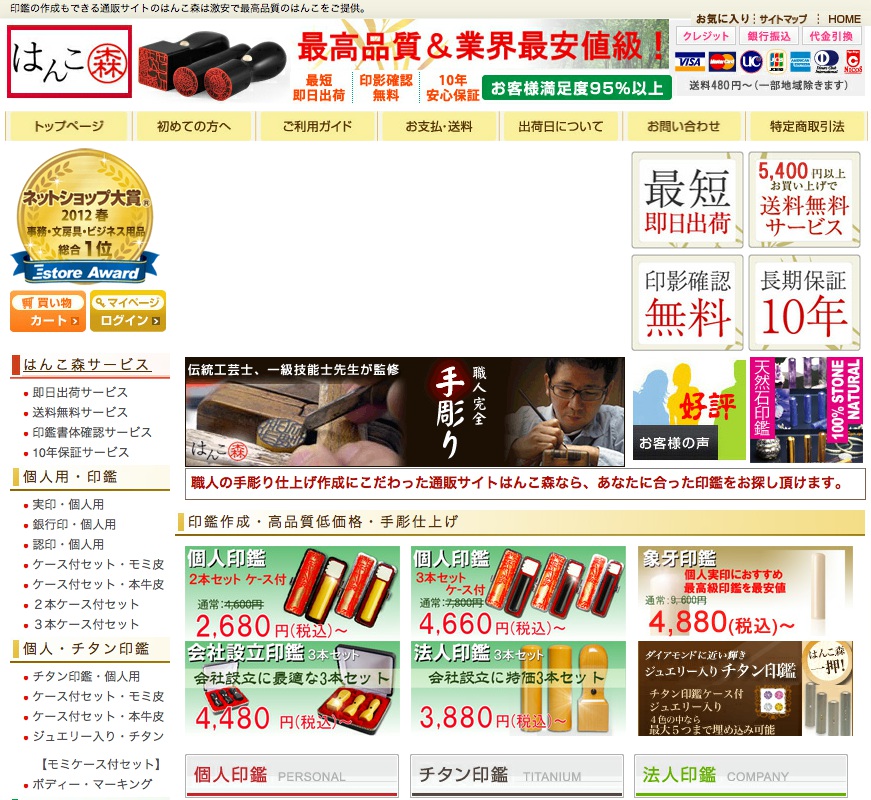 印鑑の作成もできる通販サイトのはんこ森は激安で最高品質のはんこをご提供。
お気に入り サイトマップ HOME
はんこ森
最高品質&業界最安値級!
最短
即日出荷
印影確認
無料
10年
安心保証
お客様満足度95%以上
クレジット 銀行振込 代金引換
VISA MasterCard UC JCB
送料480円~(一部地域除きます)
トップページ 初めての方へ ご利用ガイド お支払・送料 出荷日について お問い合わせ 特定商取引法
ネットショップ大賞
2012 春
事務・文房具・ビジネス用品
総合 1位
Estore Award
買い物
カート
マイページ
ログイン
最短
即日出荷
5,400円以上
お買い上げで
送料無料
サービス
印影確認
無料
長期保証
10年
はんこ森サービス
即日出荷サービス
送料無料サービス
印鑑書体確認サービス
10年保証サービス
個人用・印鑑
実印・個人用
銀行印・個人用
認印・個人用
ケース付セット・モミ皮
ケース付セット・本牛皮
2本ケース付セット
3本ケース付セット
個人・チタン印鑑
チタン印鑑・個人用
ケース付セット・モミ皮
ケース付セット・本牛皮
ジュエリー入り・チタン
【モミケース付セット】
ボディー・マーキング
伝統工芸士、一級技能士先生が監修
職人完全
手彫り
はんこ森
好評
お客様の声
天然石印鑑
100% STONE
NATURAL
職人の手彫り仕上げ作成にこだわった通販サイトはんこ森なら、あなたに合った印鑑をお探し頂けます。
印鑑作成・高品質低価格・手彫仕上げ
個人印鑑
2本セット ケース付
通常:4,600円
2,680円(税込)~
個人印鑑
3本セット
ケース付
通常:7,800円
4,660円(税込)~
象牙印鑑
個人実印におすすめ
最高級印鑑を最安値
通常:9,600円
4,880(税込)~
会社設立印鑑 3本セット
会社設立に最適な3本セット
4,480円(税込)~
法人印鑑 3本セット
会社設立に特価3本セット
3,880円(税込)~
ダイアモンドに近い輝き
ジュエリー入り チタン印鑑
チタン印鑑ケース付
ジュエリー入り
4色の中なら
最大5つまで埋め込み可能
はんこ森
一押!
個人印鑑 PERSONAL
チタン印鑑 TITANIUM
法人印鑑 COMPANY